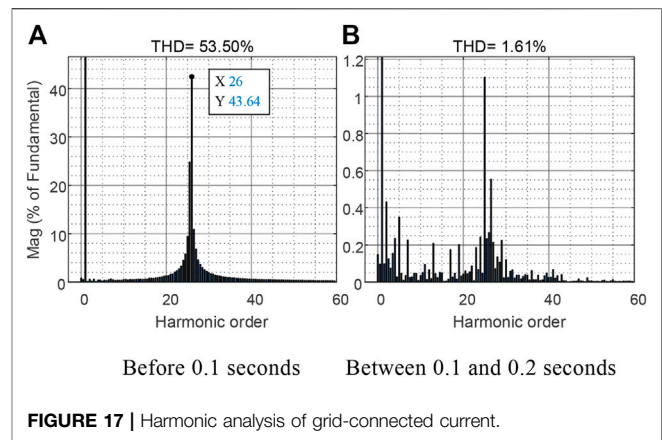 A
B
THD= 53.50%
THD= 1.61%
Mag (% of Fundamental)
40
30
20
10
0
X 26
Y 43.64
0
20
40
60
Harmonic order
1.2
1
0.8
0.6
0.4
0.2
0
0
20
40
60
Harmonic order
Before 0.1 seconds
Between 0.1 and 0.2 seconds
FIGURE 17 | Harmonic analysis of grid-connected current.